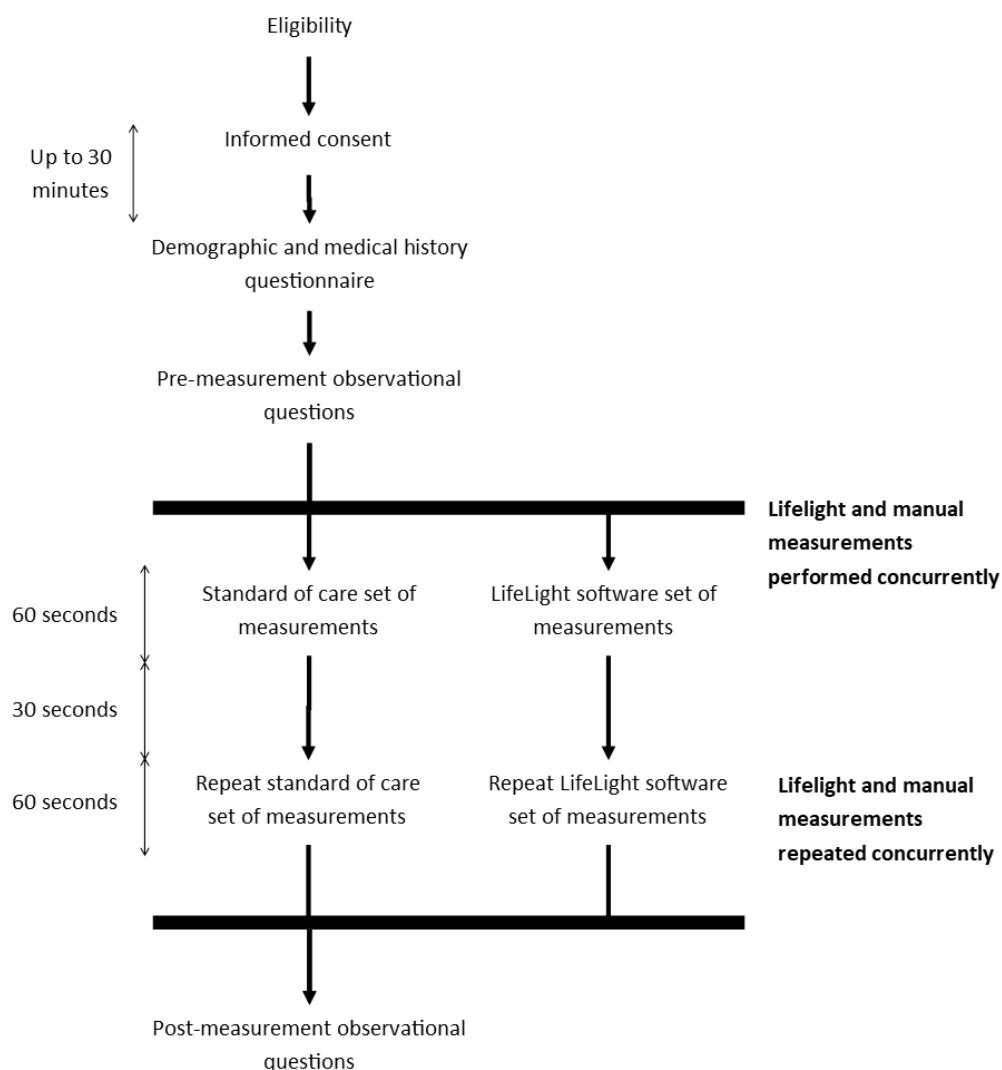 Eligibility
Informed consent
Up to 30
minutes
Demographic and medical history
questionnaire
Pre-measurement observational
questions
Lifelight and manual
measurements
performed concurrently
60 seconds
Standard of care set of
measurements
LifeLight software set of
measurements
30 seconds
60 seconds
Repeat standard of care
set of measurements
Repeat LifeLight software
set of measurements
Lifelight and manual
measurements
repeated concurrently
Post-measurement observational
questions